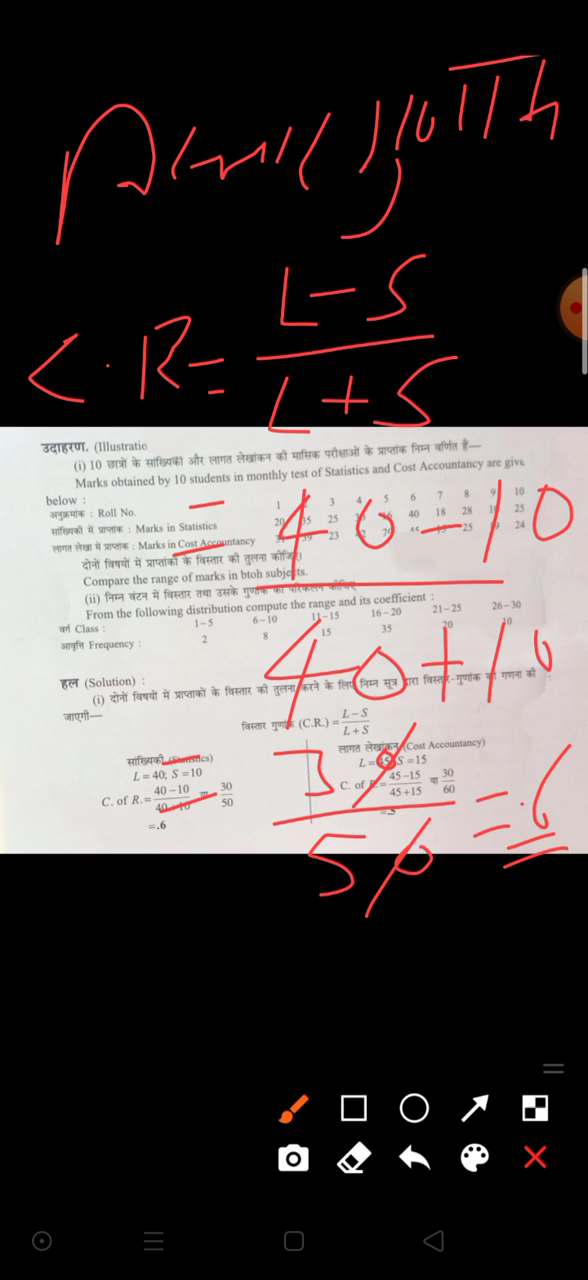 C.R = L-S
L+S
उदाहरण. (Illustratio
(i) 10 छात्रों के सांख्यिकी और लागत लेखांकन की मासिक परीक्षाओं के प्राप्तांक निम्न वर्णित है—
Marks obtained by 10 students in monthly test of Statistics and Cost Accountancy are give
below :
अनुक्रमांक : Roll No. 1 3 4 5 6 7 8 9 10
सांख्यिकी में प्राप्तांक : Marks in Statistics 20 25 40 18 28 25
लागत लेखा में प्राप्तांक : Marks in Cost Accountancy 23 25 24
40-10
दोनों विषयों में प्राप्तांकों के विस्तार की तुलना कीजिए।
Compare the range of marks in btoh subjects.
(ii) निम्न वंटन में विस्तार तथा उसके गुणांक का परिकलन कीजिए
From the following distribution compute the range and its coefficient :
वर्ग Class : 1–5 6–10 11–15 16–20 21–25 26–30
आवृत्ति Frequency : 2 8 15 35 20 10
40+10
हल (Solution) :
(i) दोनों विषयों में प्राप्ताकों के विस्तार की तुलना करने के लिए निम्न सूत्र द्वारा विस्तार-गुणांक की गणना की
जाएगी—
विस्तार गुणांक (C.R.) = L–S
L+S
सांख्यिकी (Statistics) लागत लेखांकन (Cost Accountancy)
L = 40; S = 10 L = 45 S = 15
C. of R. = 40–10 या 30 C. of R. = 45–15 या 30
40+10 50 45+15 60
=.6 =.5
30
50 = .6